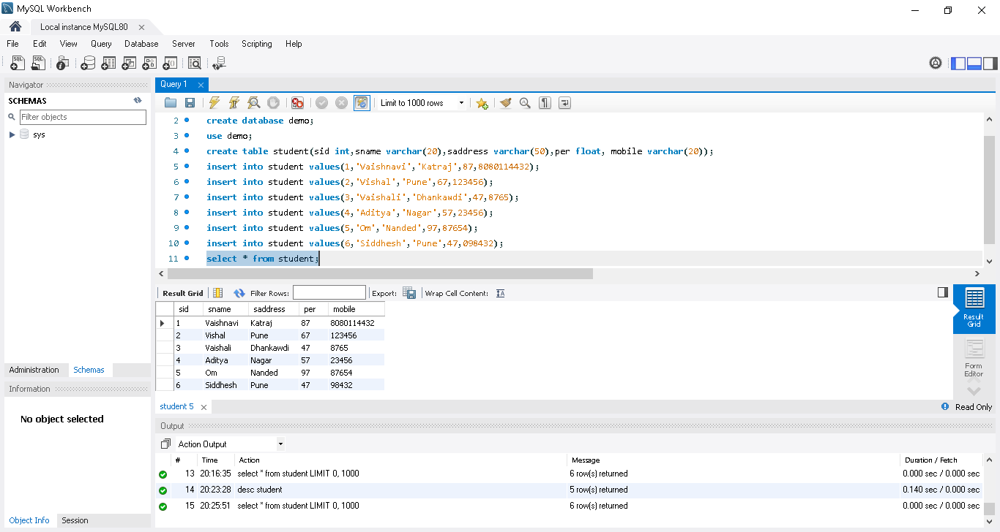 MySQL Workbench
Local instance MySQL80
File Edit View Query Database Server Tools Scripting Help
Navigator
SCHEMAS
Filter objects
sys
Administration Schemas
Information
No object selected
Object Info Session
Query 1
Limit to 1000 rows
2 create database demo;
3 use demo;
4 create table student(sid int,sname varchar(20),saddress varchar(50),per float, mobile varchar(20));
5 insert into student values(1,'Vaishnavi','Katraj',87,8080114432);
6 insert into student values(2,'Vishal','Pune',67,123456);
7 insert into student values(3,'Vaishali','Dhankawdi',47,8765);
8 insert into student values(4,'Aditya','Nagar',57,23456);
9 insert into student values(5,'Om','Nanded',97,87654);
10 insert into student values(6,'Siddhesh','Pune',47,098432);
11 select * from student;
Result Grid Filter Rows: Export: Wrap Cell Content:
sid sname saddress per mobile
1 Vaishnavi Katraj 87 8080114432
2 Vishal Pune 67 123456
3 Vaishali Dhankawdi 47 8765
4 Aditya Nagar 57 23456
5 Om Nanded 97 87654
6 Siddhesh Pune 47 98432
Result
Grid
Form
Editor
student 5
Read Only
Output
Action Output
# Time Action Message Duration / Fetch
13 20:16:35 select * from student LIMIT 0, 1000 6 row(s) returned 0.000 sec / 0.000 sec
14 20:23:28 desc student 5 row(s) returned 0.140 sec / 0.000 sec
15 20:25:51 select * from student LIMIT 0, 1000 6 row(s) returned 0.000 sec / 0.000 sec